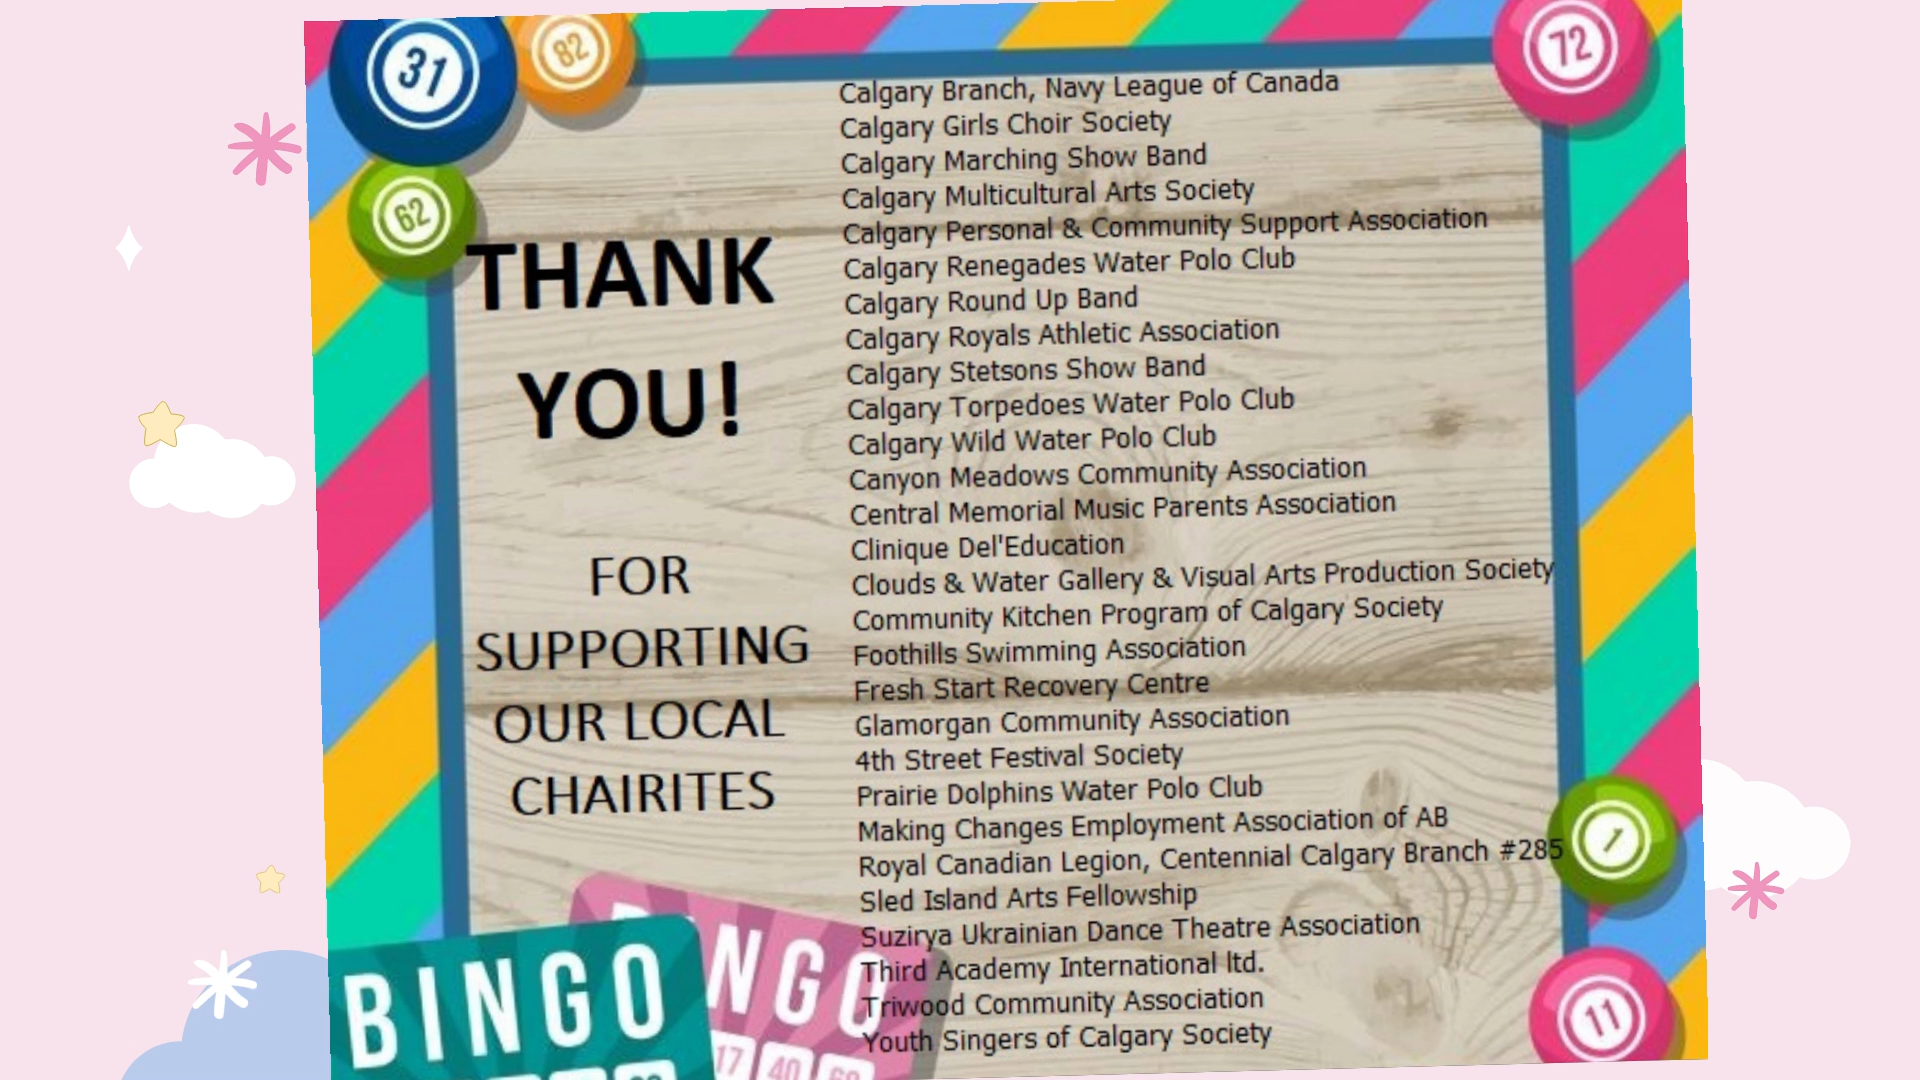 31
82
72
62
THANK
YOU!
FOR
SUPPORTING
OUR LOCAL
CHAIRITES
Calgary Branch, Navy League of Canada
Calgary Girls Choir Society
Calgary Marching Show Band
Calgary Multicultural Arts Society
Calgary Personal & Community Support Association
Calgary Renegades Water Polo Club
Calgary Round Up Band
Calgary Royals Athletic Association
Calgary Stetsons Show Band
Calgary Torpedoes Water Polo Club
Calgary Wild Water Polo Club
Canyon Meadows Community Association
Central Memorial Music Parents Association
Clinique Del'Education
Clouds & Water Gallery & Visual Arts Production Society
Community Kitchen Program of Calgary Society
Foothills Swimming Association
Fresh Start Recovery Centre
Glamorgan Community Association
4th Street Festival Society
Prairie Dolphins Water Polo Club
Making Changes Employment Association of AB
Royal Canadian Legion, Centennial Calgary Branch #285
Sled Island Arts Fellowship
Suzirya Ukrainian Dance Theatre Association
Third Academy International ltd.
Triwood Community Association
Youth Singers of Calgary Society
1
11
BINGO
NGO
17 40